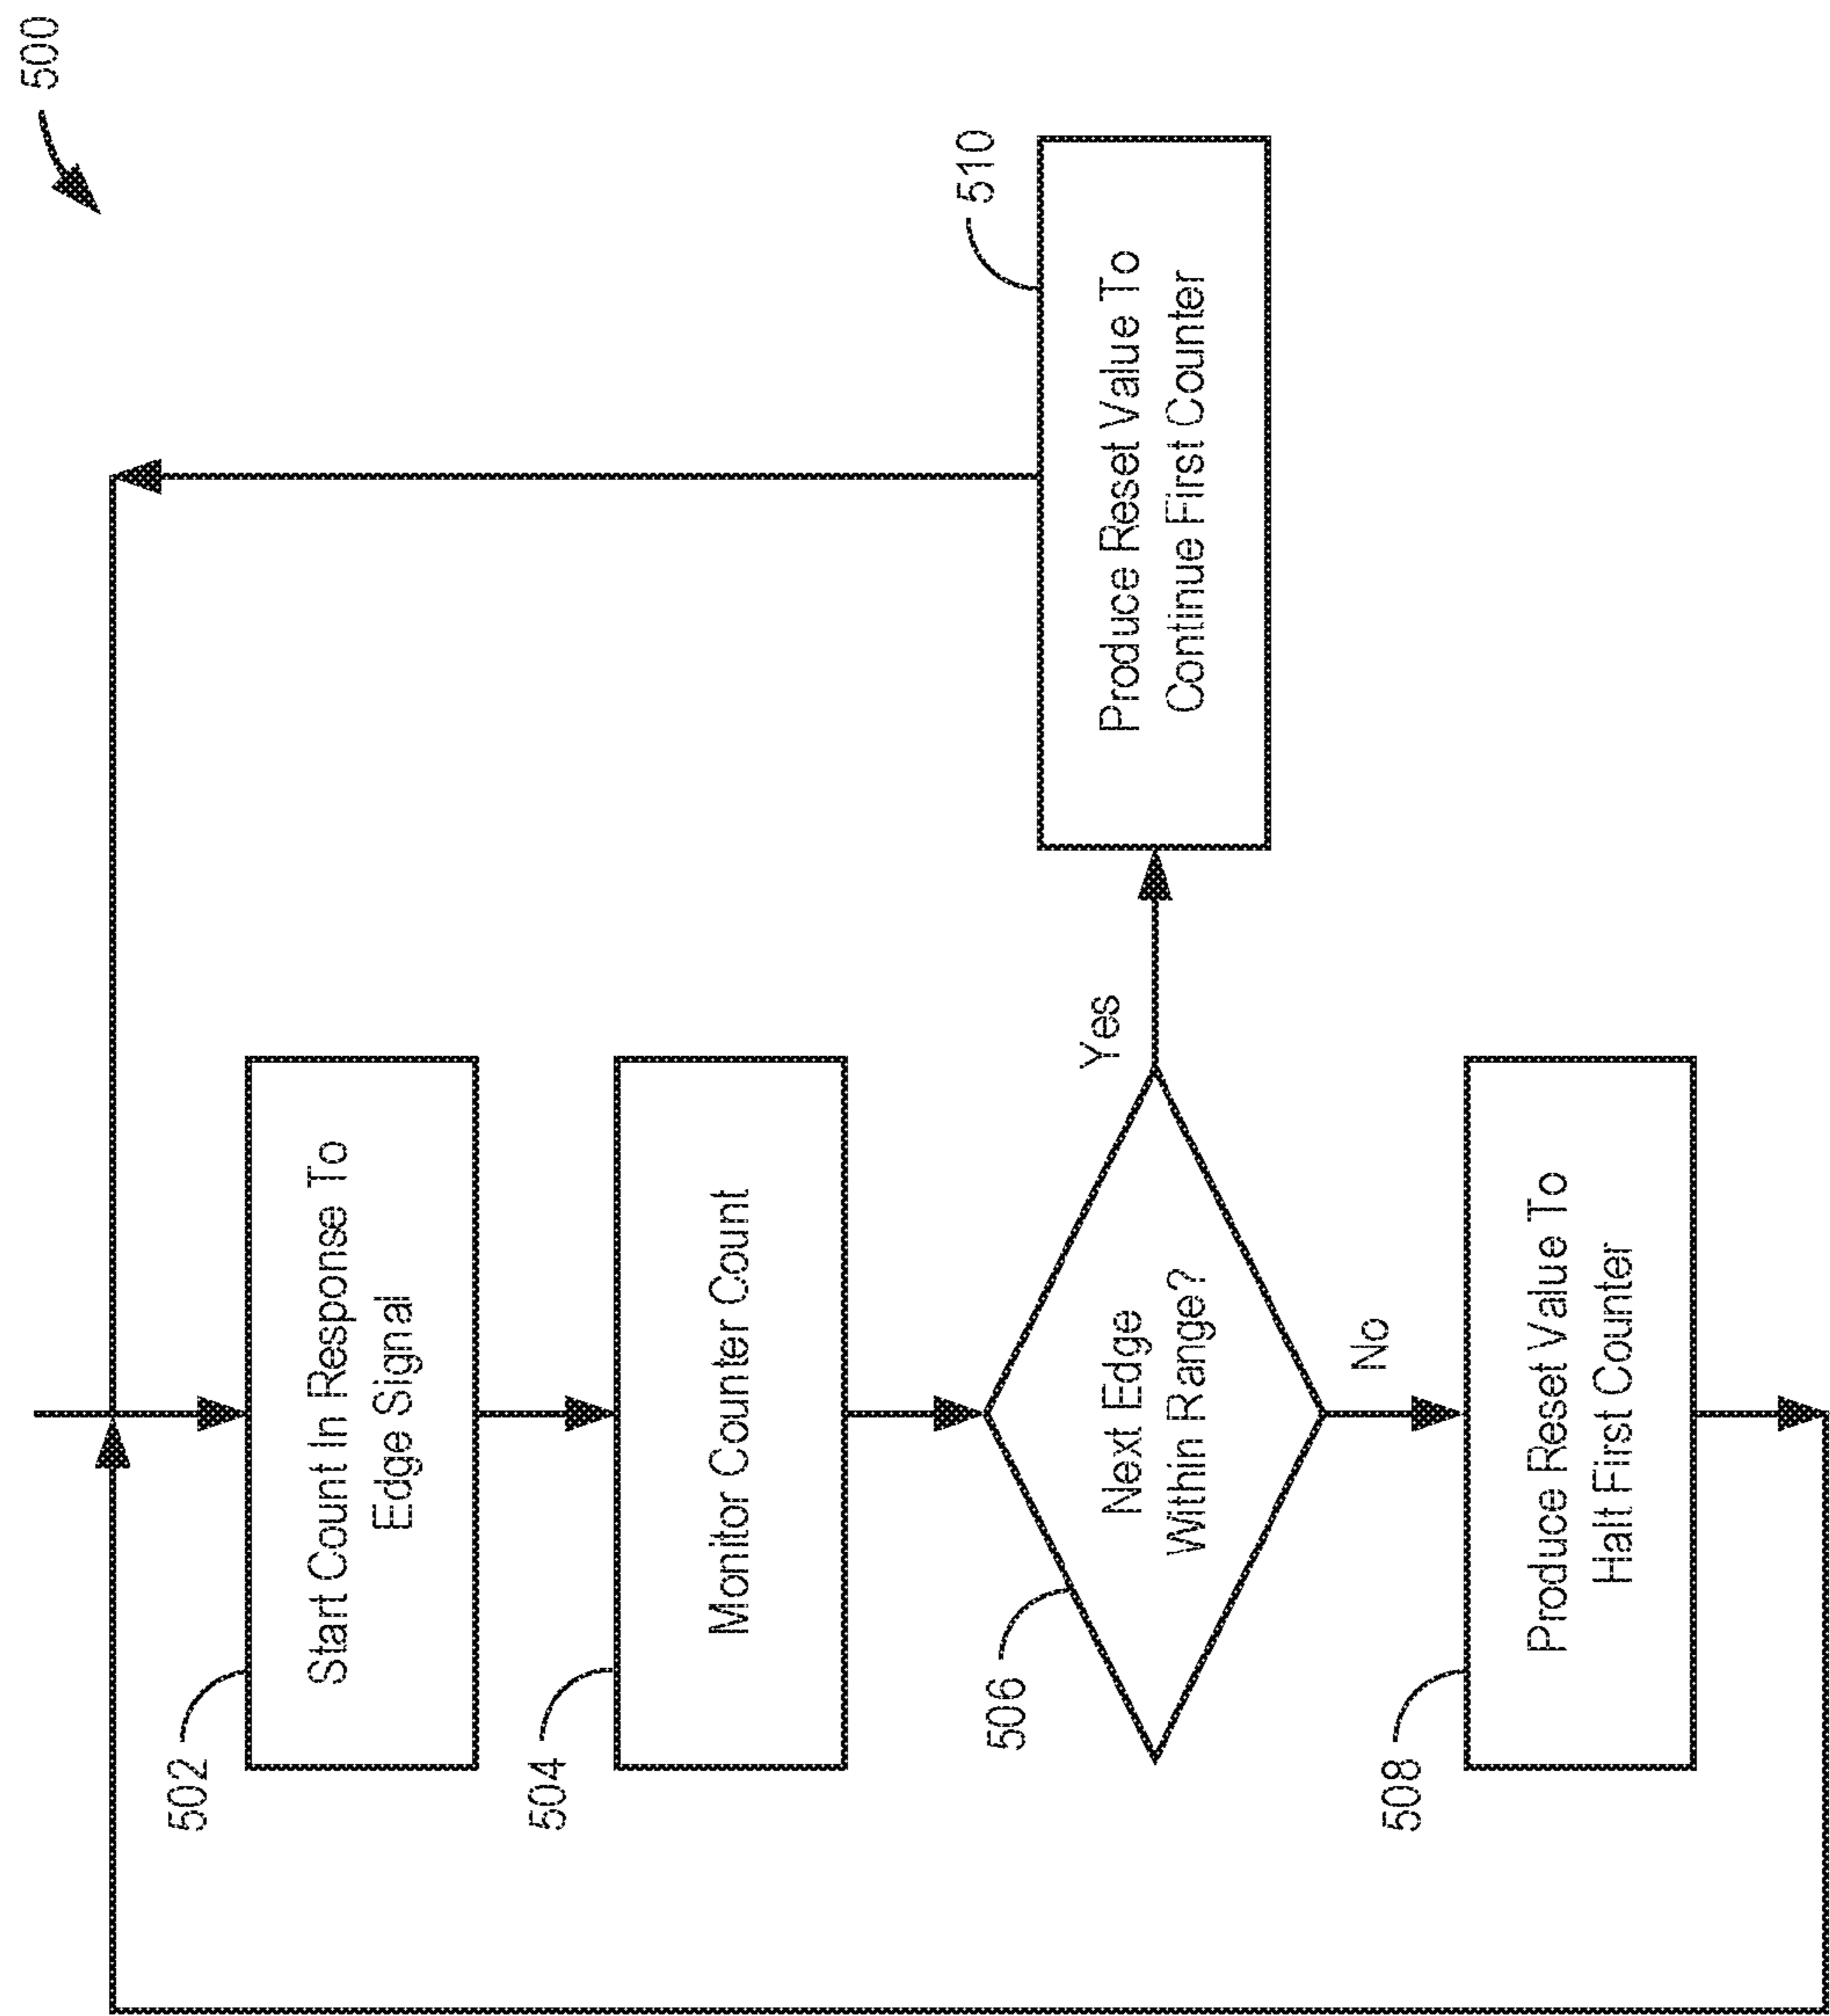 500
502
Start Count In Response To
Edge Signal
504
Monitor Counter Count
506
Next Edge
Within Range?
Yes
510
Produce Reset Value To
Continue First Counter
No
508
Produce Reset Value To
Halt First Counter